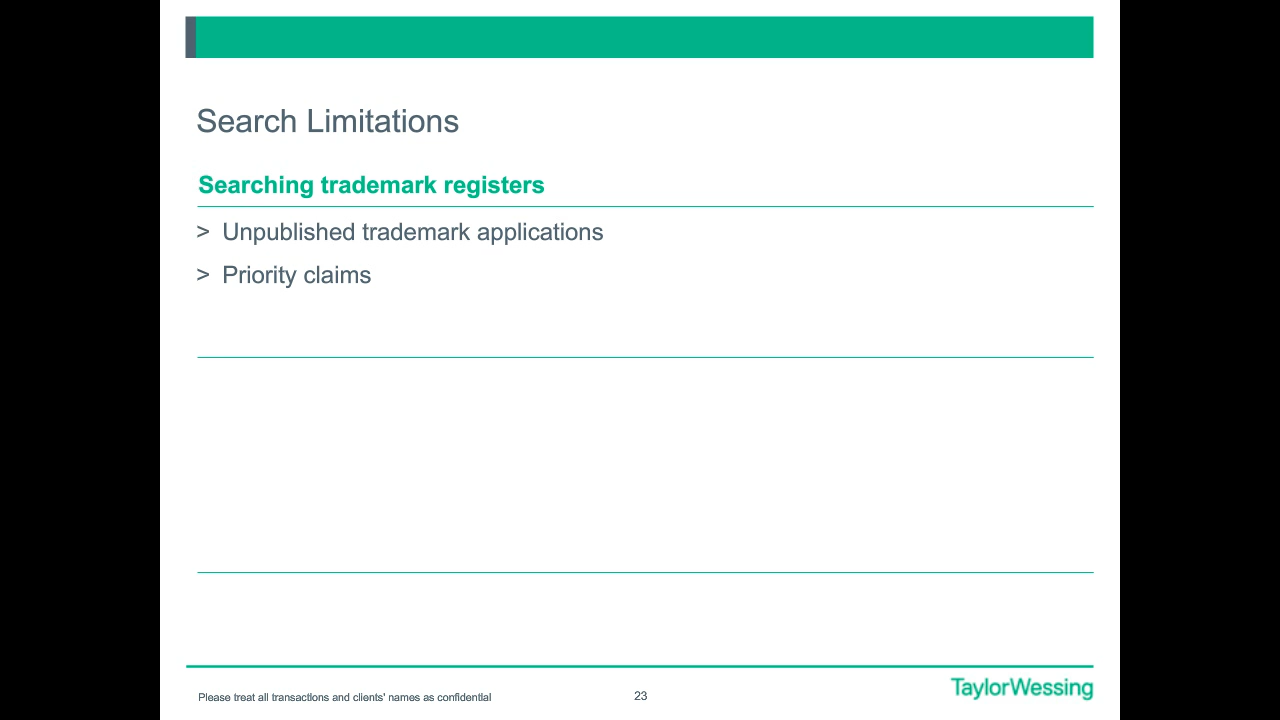 Search Limitations
Searching trademark registers
> Unpublished trademark applications
> Priority claims
Please treat all transactions and clients' names as confidential
23
TaylorWessing